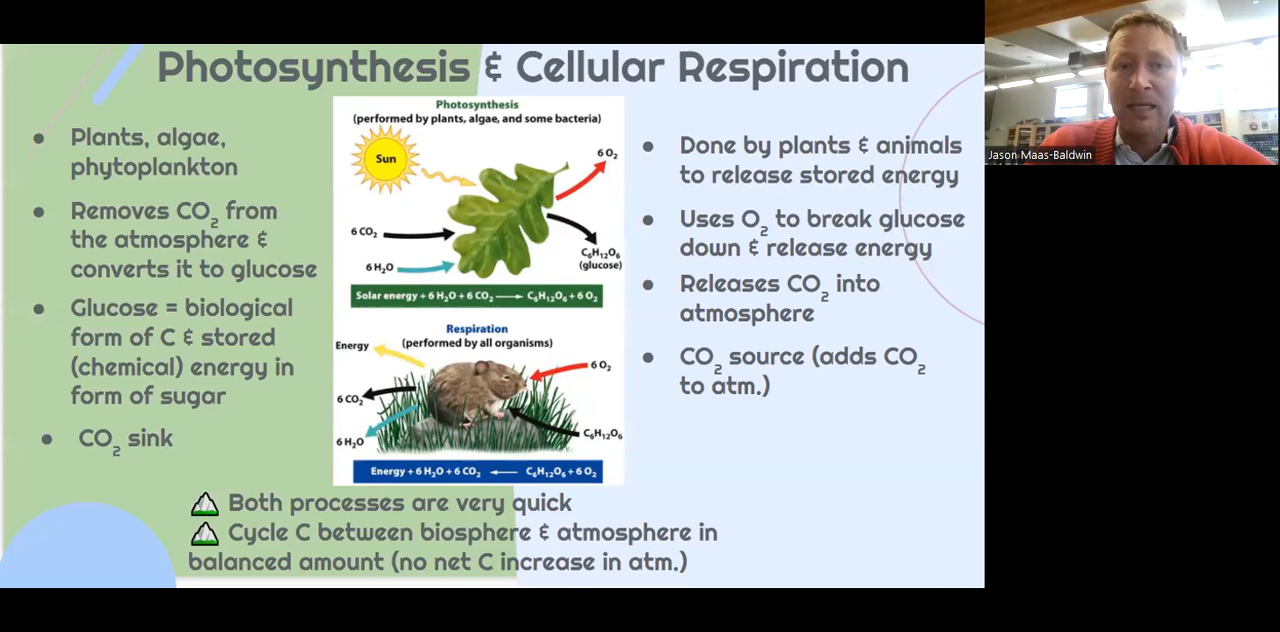 Photosynthesis & Cellular Respiration
● Plants, algae,
phytoplankton
● Removes CO₂ from
the atmosphere &
converts it to glucose
● Glucose = biological
form of C & stored
(chemical) energy in
form of sugar
● CO₂ sink
Photosynthesis
(performed by plants, algae, and some bacteria)
Sun
6 O₂
6 CO₂
C₆H₁₂O₆
(glucose)
6 H₂O
Solar energy + 6 H₂O + 6 CO₂ ⟶ C₆H₁₂O₆ + 6 O₂
Respiration
(performed by all organisms)
Energy
6 O₂
6 CO₂
6 H₂O
C₆H₁₂O₆
Energy + 6 H₂O + 6 CO₂ ⟵ C₆H₁₂O₆ + 6 O₂
● Done by plants & animals
to release stored energy
● Uses O₂ to break glucose
down & release energy
● Releases CO₂ into
atmosphere
● CO₂ source (adds CO₂
to atm.)
Both processes are very quick
Cycle C between biosphere & atmosphere in
balanced amount (no net C increase in atm.)
Jason Maas-Baldwin